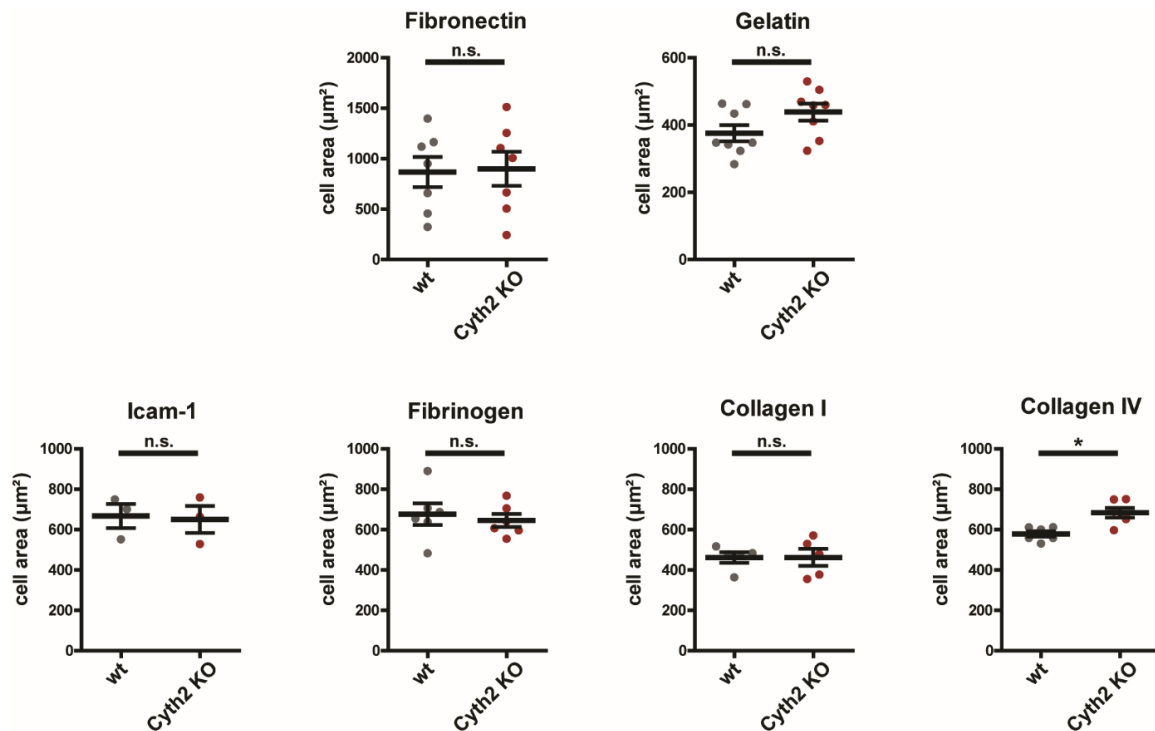 Fibronectin
n.s.
2000
1500
1000
500
0
cell area (µm²)
wt
Cyth2 KO
Gelatin
n.s.
600
400
200
0
cell area (µm²)
wt
Cyth2 KO
Icam-1
n.s.
1000
800
600
400
200
0
cell area (µm²)
wt
Cyth2 KO
Fibrinogen
n.s.
1000
800
600
400
200
0
cell area (µm²)
wt
Cyth2 KO
Collagen I
n.s.
1000
800
600
400
200
0
cell area (µm²)
wt
Cyth2 KO
Collagen IV
*
1000
800
600
400
200
0
cell area (µm²)
wt
Cyth2 KO